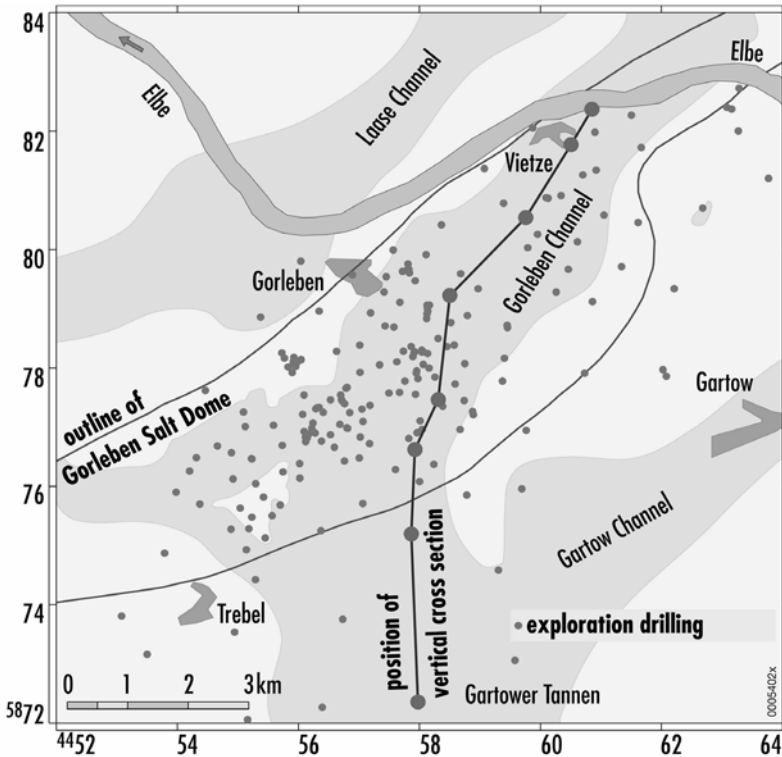 84
82
80
78
76
74
5872
4452
54
56
58
60
62
64
Elbe
Elbe
Laase Channel
Vietze
Gorleben Channel
Gorleben
Gartow
outline of
Gorleben Salt Dome
Gartow Channel
Trebel
position of
vertical cross section
exploration drilling
Gartower Tannen
0 1 2 3km
0005402x